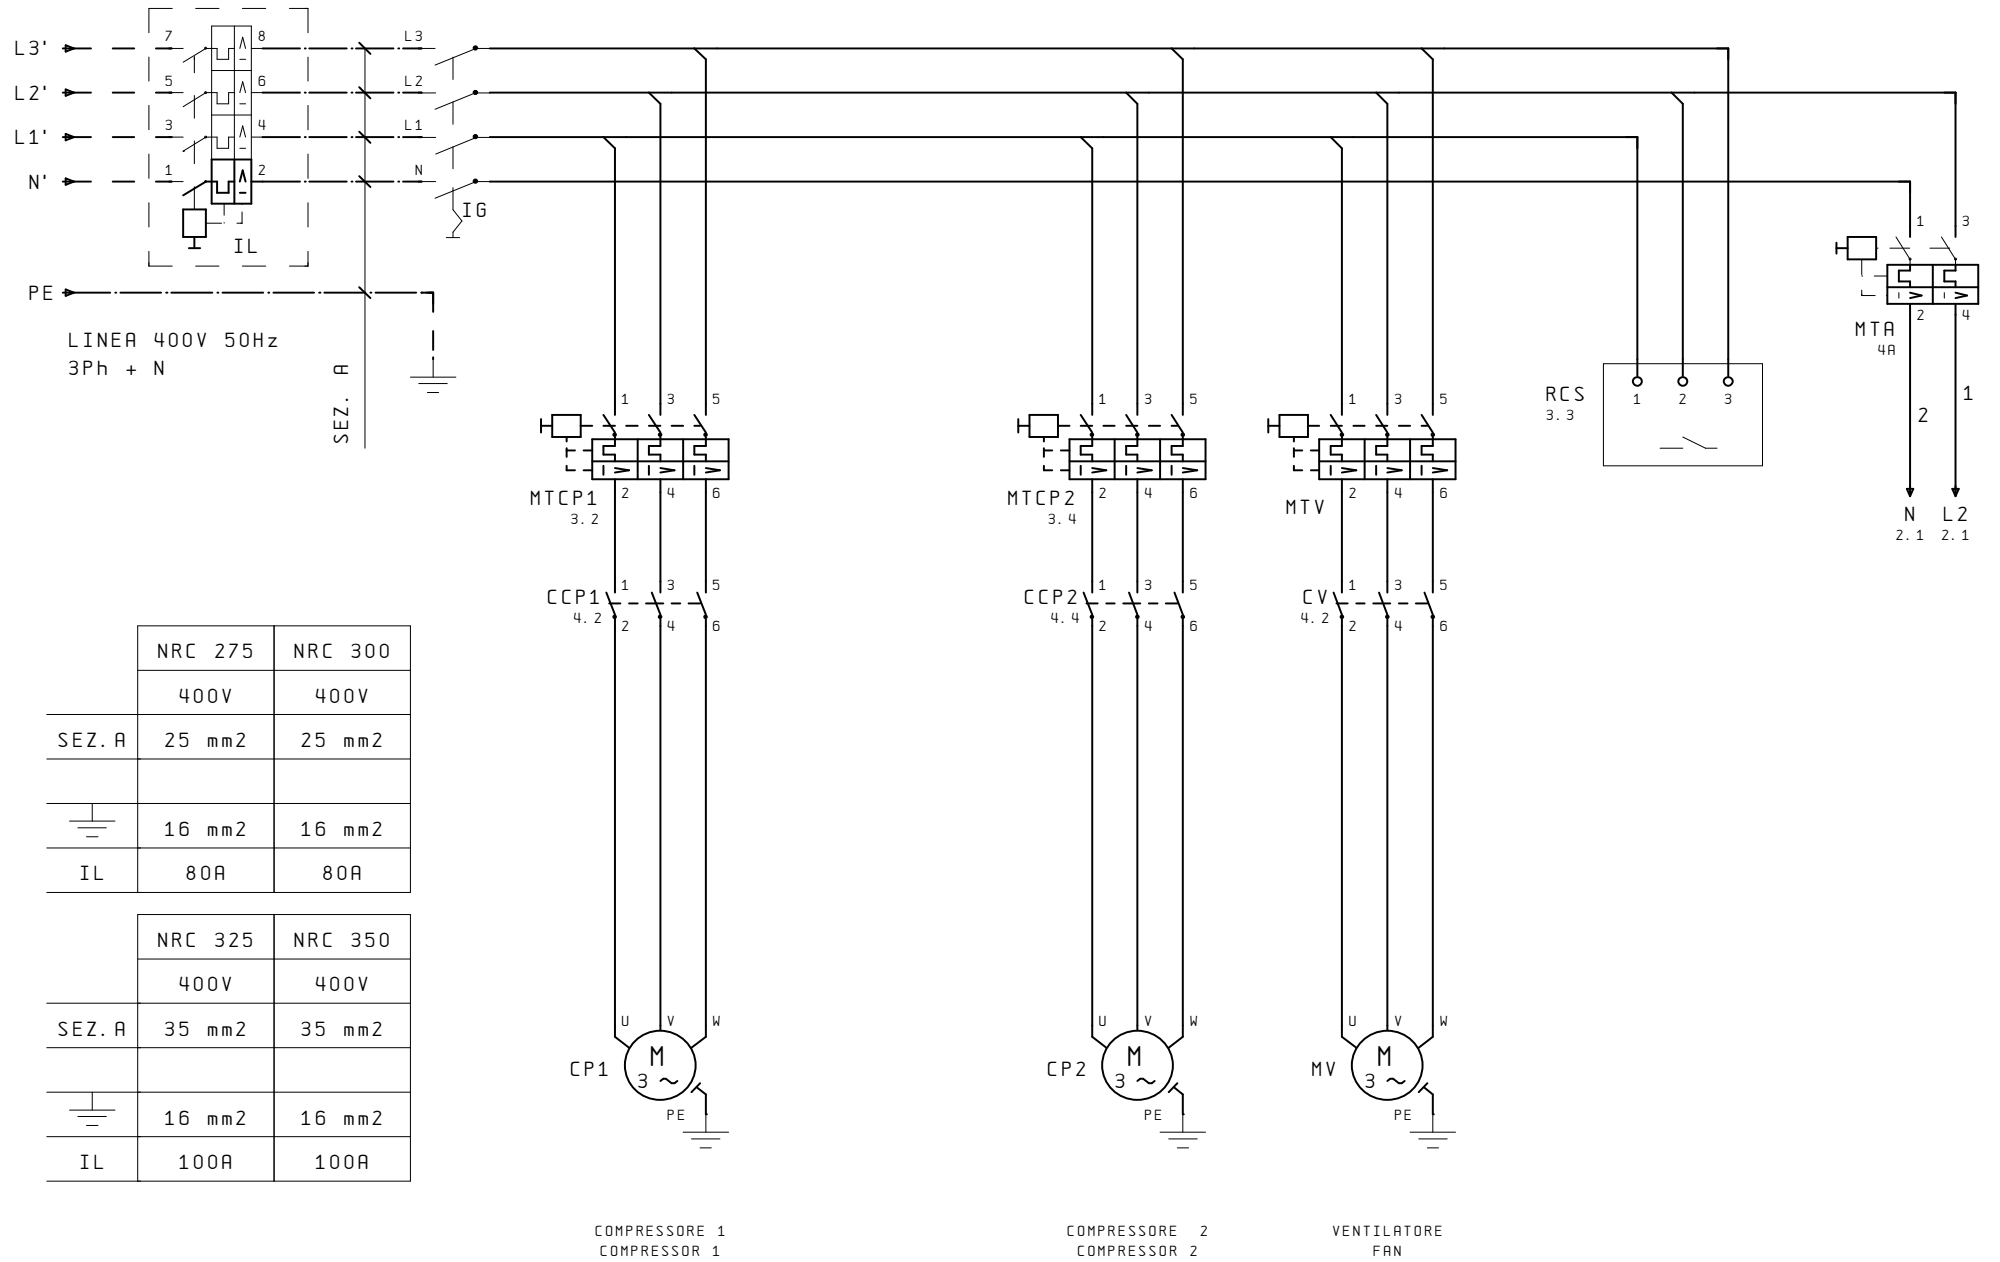 L3' 7 8 L3
L2' 5 6 L2
L1' 3 4 L1
N' 1 2 N
IG
IL
PE
LINEA 400V 50Hz
3Ph + N
SEZ. A
1 3
2 4
MTA
4A
2 1
N L2
2.1 2.1
RCS
3.3
1 2 3
1 3 5
2 4 6
MTCP1
3.2
1 3 5
2 4 6
MTCP2
3.4
1 3 5
2 4 6
MTV
1 3 5
CCP1
4.2
2 4 6
1 3 5
CCP2
4.4
2 4 6
1 3 5
CV
4.2
2 4 6
NRC 275 NRC 300
400V 400V
SEZ.A 25 mm2 25 mm2
16 mm2 16 mm2
IL 80A 80A
NRC 325 NRC 350
400V 400V
SEZ.A 35 mm2 35 mm2
16 mm2 16 mm2
IL 100A 100A
U V W
CP1 M
3 ~
PE
U V W
CP2 M
3 ~
PE
U V W
MV M
3 ~
PE
COMPRESSORE 1
COMPRESSOR 1
COMPRESSORE 2
COMPRESSOR 2
VENTILATORE
FAN